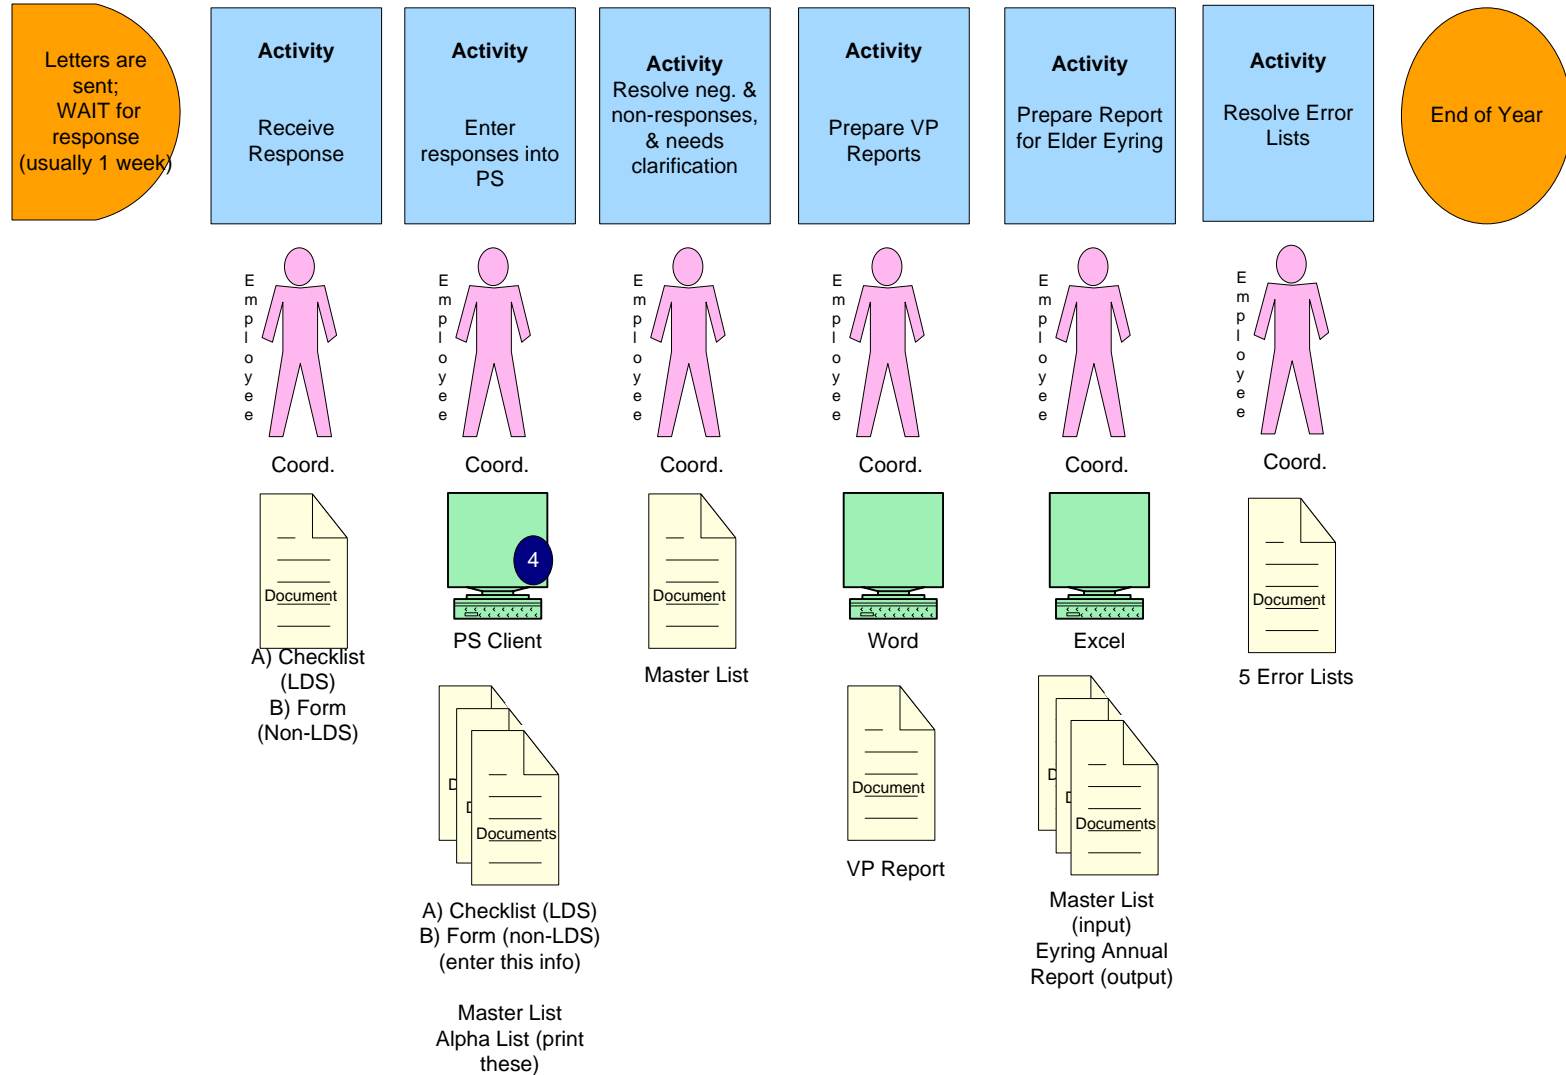 Letters are
sent;
WAIT for
response
(usually 1 week)
Activity
Receive
Response
Activity
Enter
responses into
PS
Activity
Resolve neg. &
non-responses,
& needs
clarification
Activity
Prepare VP
Reports
Activity
Prepare Report
for Elder Eyring
Activity
Resolve Error
Lists
End of Year
Employee
Employee
Employee
Employee
Employee
Employee
Coord.
Coord.
Coord.
Coord.
Coord.
Coord.
Document
A) Checklist
(LDS)
B) Form
(Non-LDS)
4
PS Client
D
D
Documents
A) Checklist (LDS)
B) Form (non-LDS)
(enter this info)
Master List
Alpha List (print
these)
Document
Master List
Word
Document
VP Report
Excel
D
D
Documents
Master List
(input)
Eyring Annual
Report (output)
Document
5 Error Lists